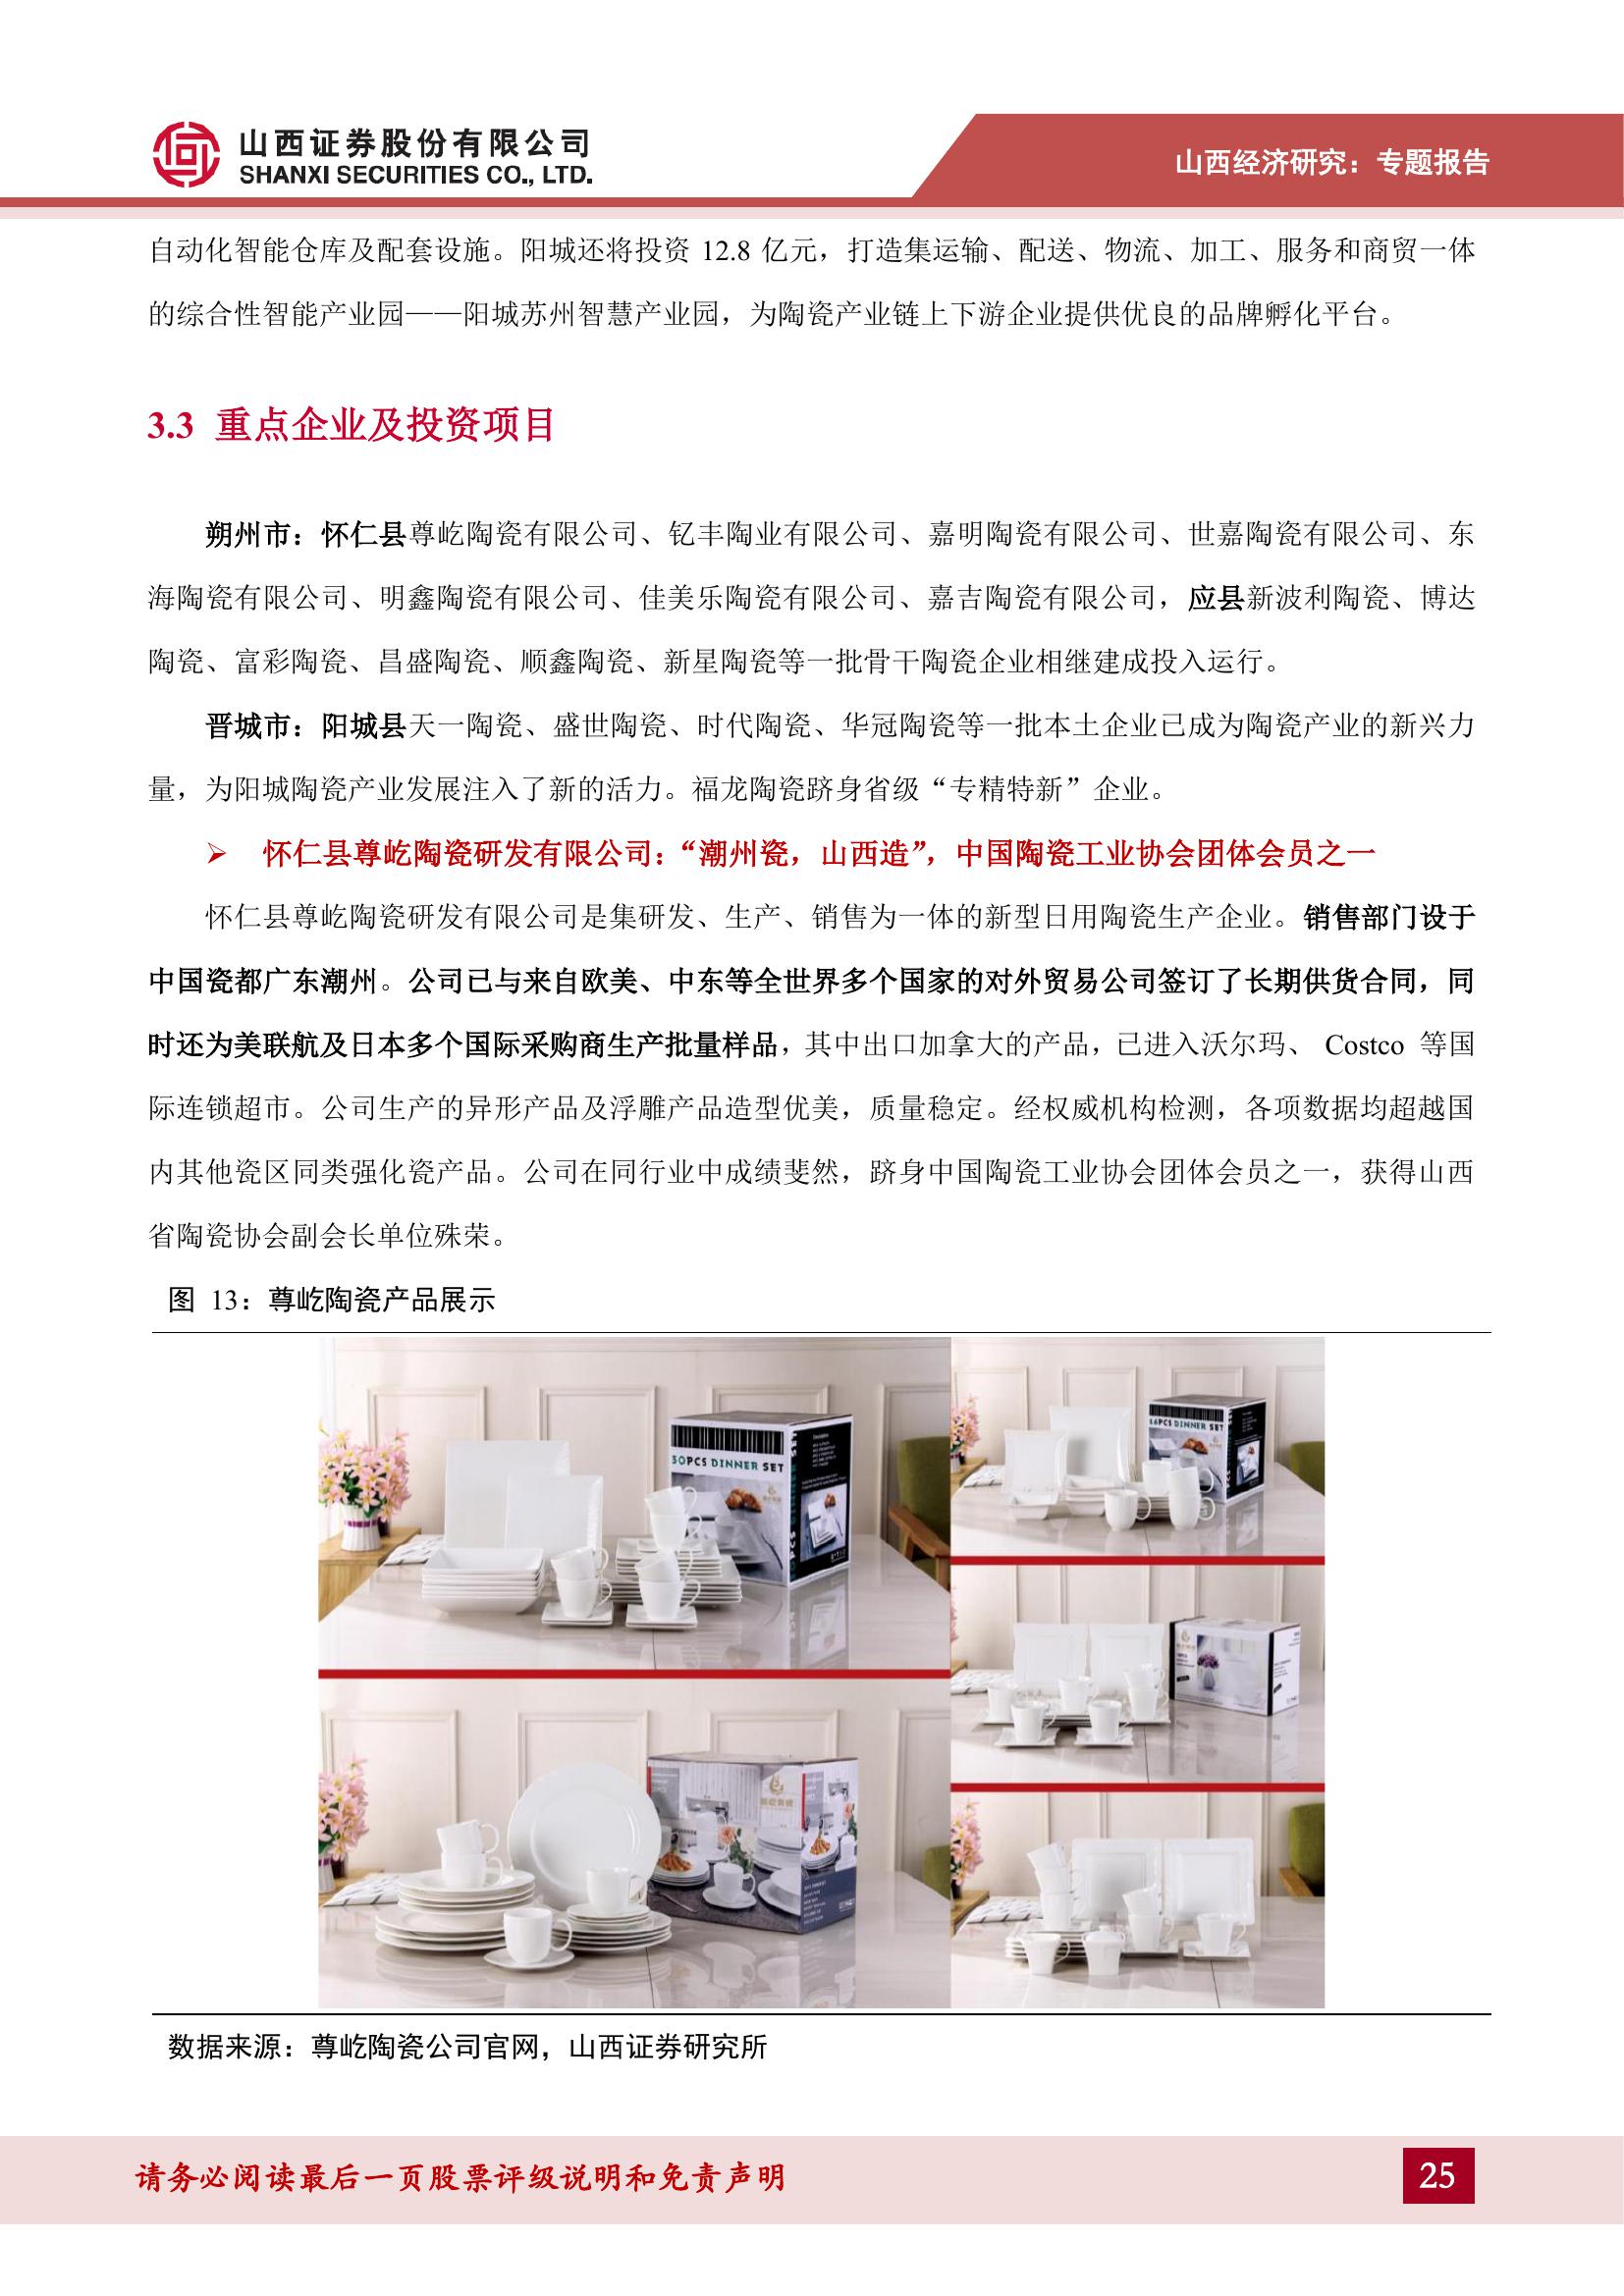 山西证券股份有限公司
SHANXI SECURITIES CO., LTD.
山西经济研究：专题报告
自动化智能仓库及配套设施。阳城还将投资 12.8 亿元，打造集运输、配送、物流、加工、服务和商贸一体
的综合性智能产业园——阳城苏州智慧产业园，为陶瓷产业链上下游企业提供优良的品牌孵化平台。
3.3 重点企业及投资项目
朔州市：怀仁县尊屹陶瓷有限公司、钇丰陶业有限公司、嘉明陶瓷有限公司、世嘉陶瓷有限公司、东
海陶瓷有限公司、明鑫陶瓷有限公司、佳美乐陶瓷有限公司、嘉吉陶瓷有限公司，应县新波利陶瓷、博达
陶瓷、富彩陶瓷、昌盛陶瓷、顺鑫陶瓷、新星陶瓷等一批骨干陶瓷企业相继建成投入运行。
晋城市：阳城县天一陶瓷、盛世陶瓷、时代陶瓷、华冠陶瓷等一批本土企业已成为陶瓷产业的新兴力
量，为阳城陶瓷产业发展注入了新的活力。福龙陶瓷跻身省级“专精特新”企业。
➢ 怀仁县尊屹陶瓷研发有限公司：“潮州瓷，山西造”，中国陶瓷工业协会团体会员之一
怀仁县尊屹陶瓷研发有限公司是集研发、生产、销售为一体的新型日用陶瓷生产企业。销售部门设于
中国瓷都广东潮州。公司已与来自欧美、中东等全世界多个国家的对外贸易公司签订了长期供货合同，同
时还为美联航及日本多个国际采购商生产批量样品，其中出口加拿大的产品，已进入沃尔玛、 Costco 等国
际连锁超市。公司生产的异形产品及浮雕产品造型优美，质量稳定。经权威机构检测，各项数据均超越国
内其他瓷区同类强化瓷产品。公司在同行业中成绩斐然，跻身中国陶瓷工业协会团体会员之一，获得山西
省陶瓷协会副会长单位殊荣。
图 13：尊屹陶瓷产品展示
30PCS DINNER SET
16PCS DINNER SET
数据来源：尊屹陶瓷公司官网，山西证券研究所
请务必阅读最后一页股票评级说明和免责声明
25